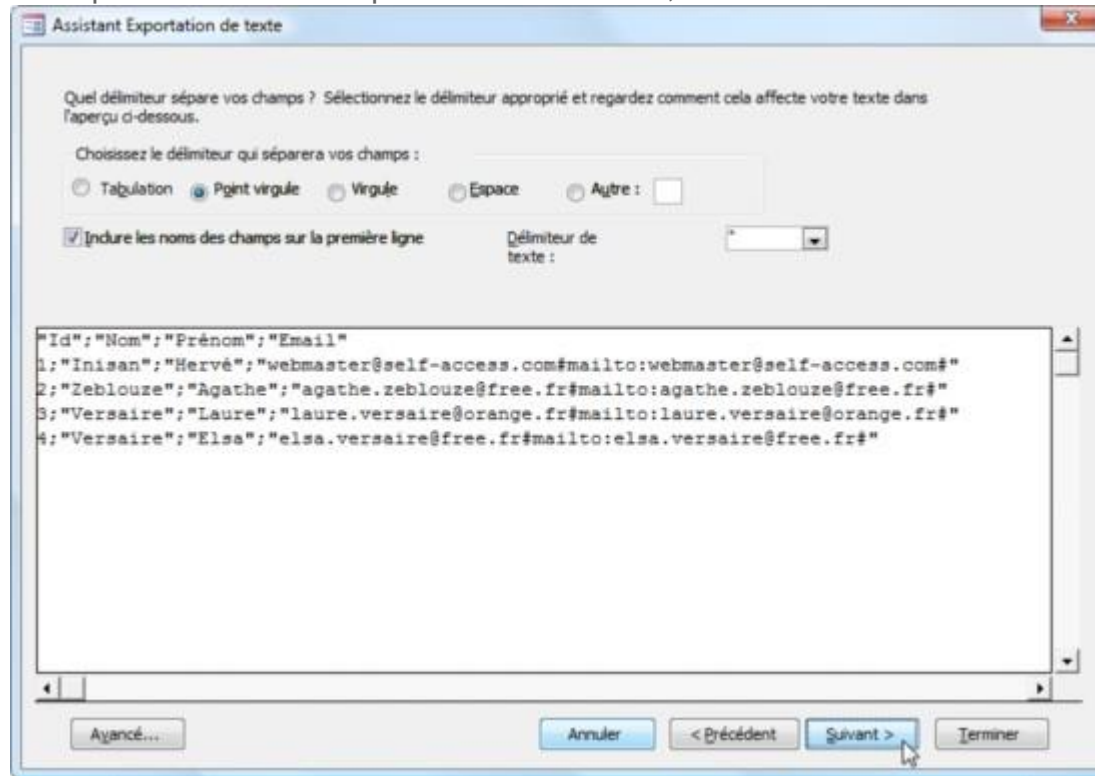 Assistant Exportation de texte
Quel délimiteur sépare vos champs ? Sélectionnez le délimiteur approprié et regardez comment cela affecte votre texte dans
l'aperçu ci-dessous.
Choisissez le délimiteur qui séparera vos champs :
Tabulation Point virgule Virgule Espace Autre :
Inclure les noms des champs sur la première ligne Délimiteur de
texte : "
"Id";"Nom";"Prénom";"Email"
1;"Inisan";"Hervé";"webmaster@self-access.com#mailto:webmaster@self-access.com#"
2;"Zeblouze";"Agathe";"agathe.zeblouze@free.fr#mailto:agathe.zeblouze@free.fr#"
3;"Versaire";"Laure";"laure.versaire@orange.fr#mailto:laure.versaire@orange.fr#"
4;"Versaire";"Elsa";"elsa.versaire@free.fr#mailto:elsa.versaire@free.fr#"
Avancé... Annuler < Précédent Suivant > Terminer